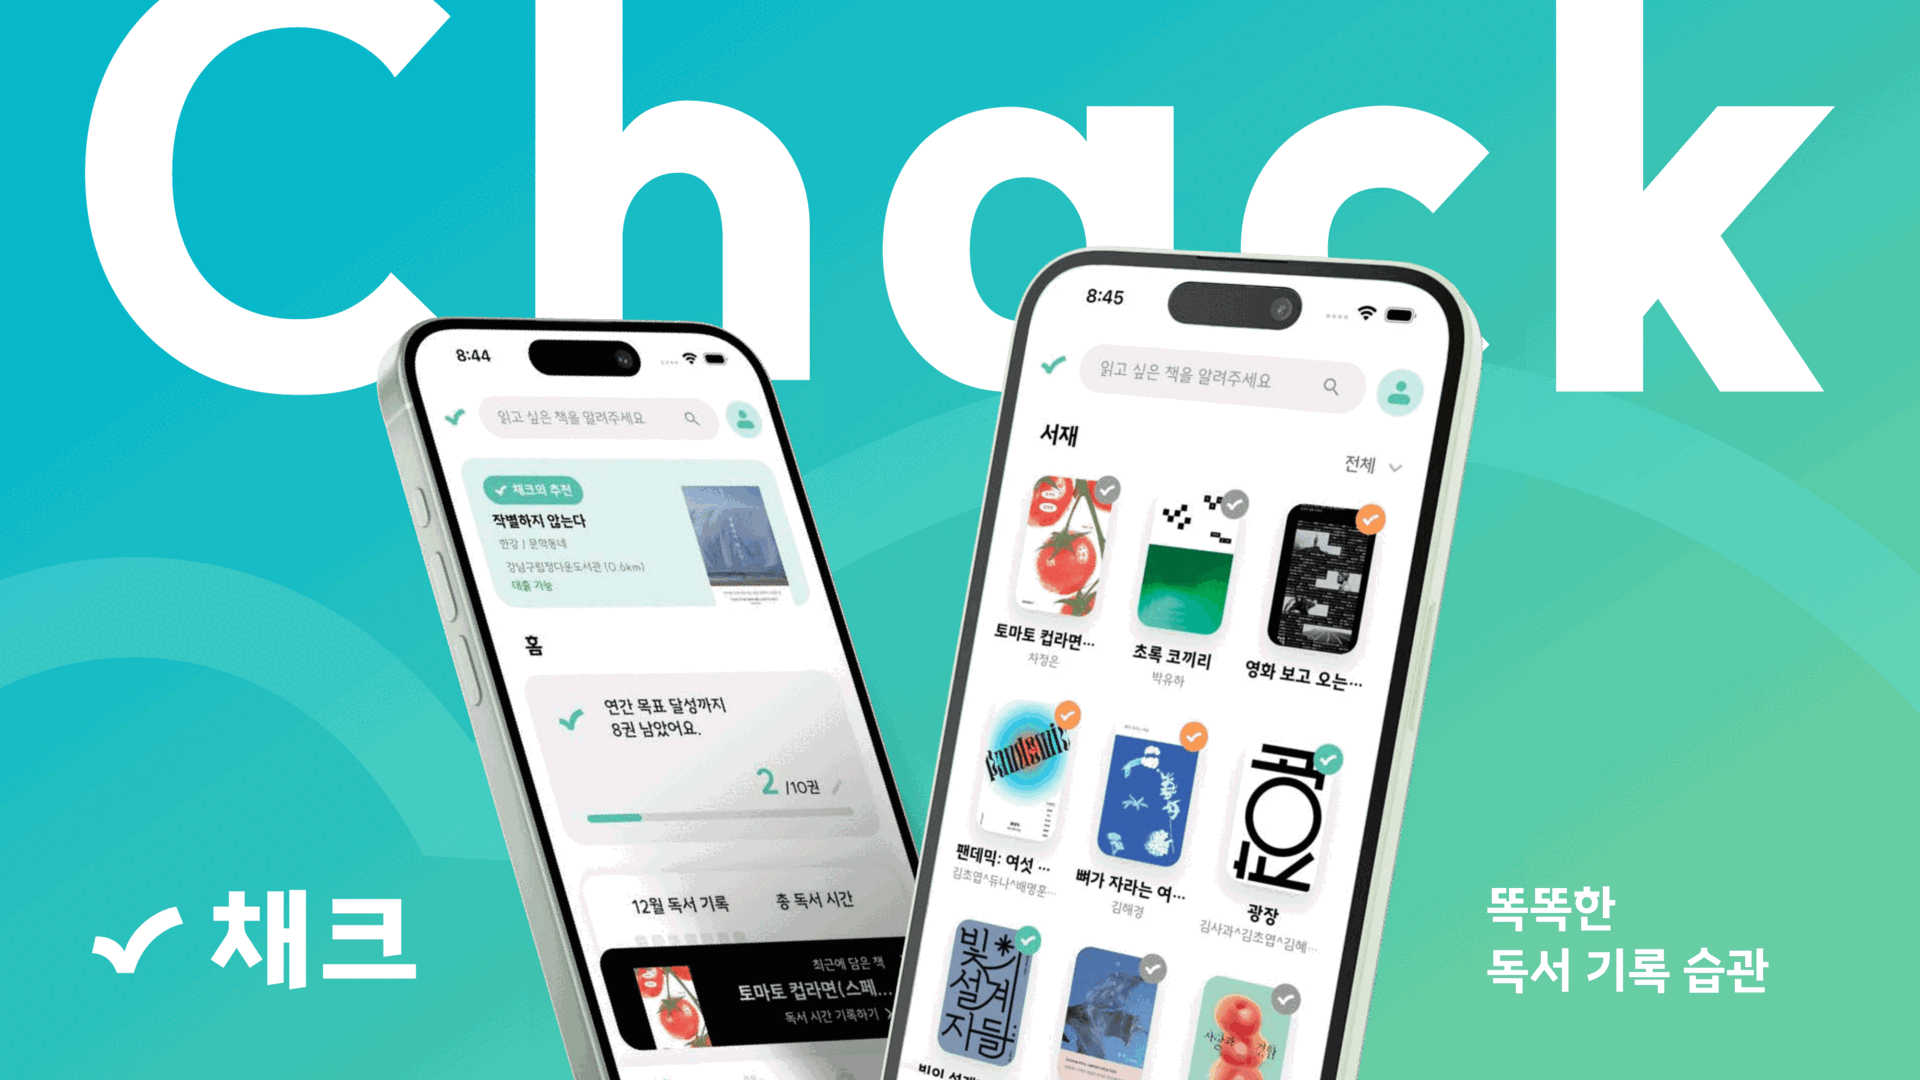 Chack
8:44
읽고 싶은 책을 알려주세요
채크의 추천
작별하지 않는다
한강 / 문학동네
강남구립정다운도서관 (0.6km)
대출 가능
홈
연간 목표 달성까지
8권 남았어요.
2 /10권
12월 독서 기록
총 독서 시간
최근에 담은 책
토마토 컵라면(스페...
독서 시간 기록하기 >
8:45
읽고 싶은 책을 알려주세요
서재
전체
토마토 컵라면...
차정은
초록 코끼리
박유하
영화 보고 오는...
Pandemic
팬데믹: 여섯 ...
김초엽^듀나^배명훈...
뼈가 자라는 여...
김해경
광장
광장
김사과^김초엽^김혜...
빛의
설계
자들
사랑과
결함
채크
똑똑한
독서 기록 습관